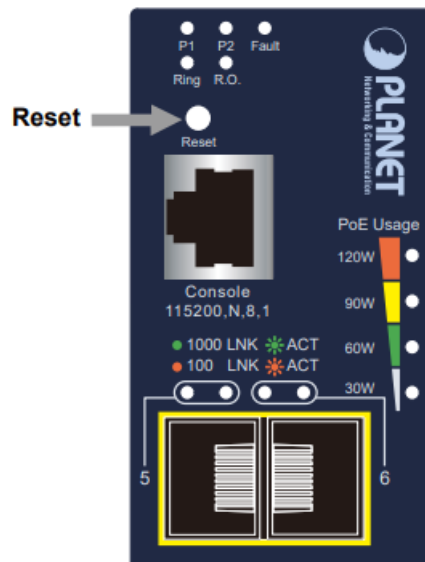 P1 P2 Fault
Ring R.O.
Reset
Reset
PLANET
Networking & Communication
PoE Usage
120W
90W
60W
30W
Console
115200,N,8,1
1000 LNK ACT
100 LNK ACT
5 6